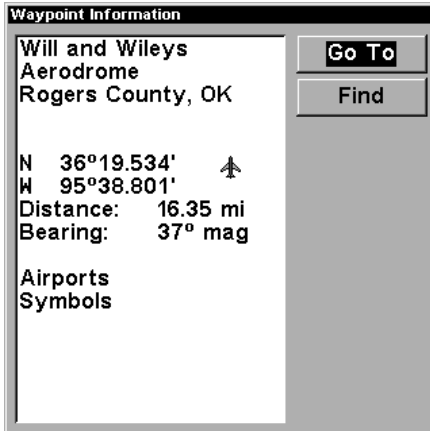 Waypoint Information
Will and Wileys
Aerodrome
Rogers County, OK
N 36º19.534'
W 95º38.801'
Distance: 16.35 mi
Bearing: 37º mag
Airports
Symbols
Go To
Find